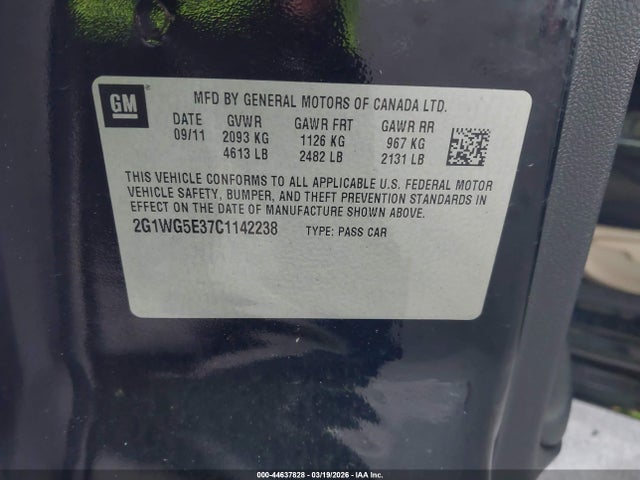 GM
MFD BY GENERAL MOTORS OF CANADA LTD.
DATE GVWR GAWR FRT GAWR RR
09/11 2093 KG 1126 KG 967 KG
4613 LB 2482 LB 2131 LB
THIS VEHICLE CONFORMS TO ALL APPLICABLE U.S. FEDERAL MOTOR
VEHICLE SAFETY, BUMPER, AND THEFT PREVENTION STANDARDS IN
EFFECT ON THE DATE OF MANUFACTURE SHOWN ABOVE.
2G1WG5E37C1142238 TYPE: PASS CAR
000-44637828 - 03/19/2026 - IAA Inc.